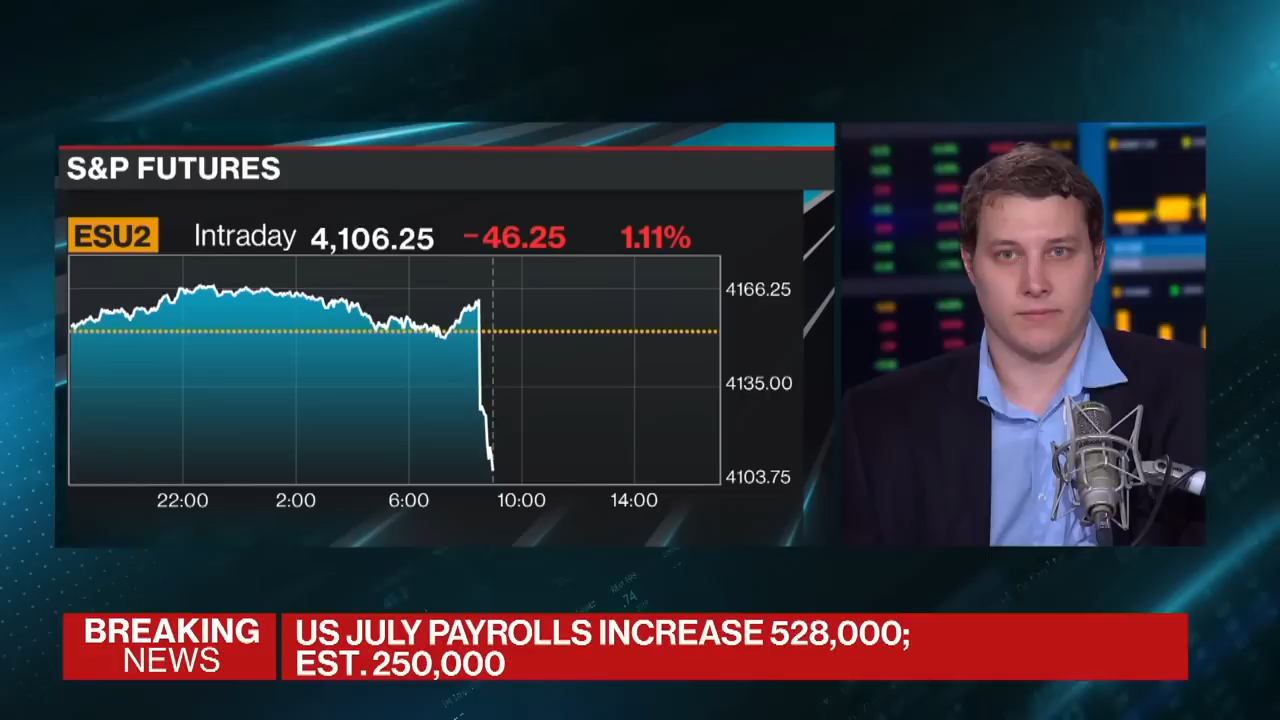 S&P FUTURES
ESU2 Intraday 4,106.25 -46.25 1.11%
4166.25
4135.00
4103.75
22:00 2:00 6:00 10:00 14:00
BREAKING
NEWS
US JULY PAYROLLS INCREASE 528,000;
EST. 250,000